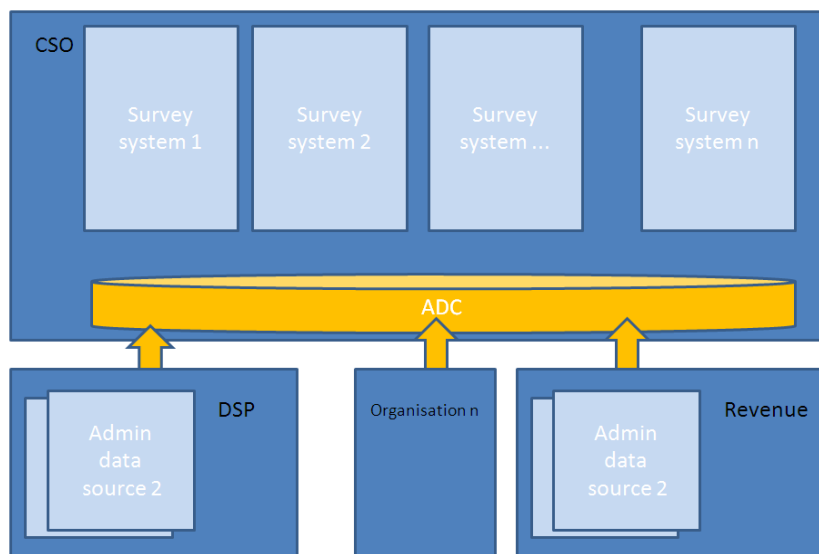 CSO
Survey
system 1
Survey
system 2
Survey
system ...
Survey
system n
ADC
DSP
Admin
data
source 2
Organisation n
Revenue
Admin
data
source 2